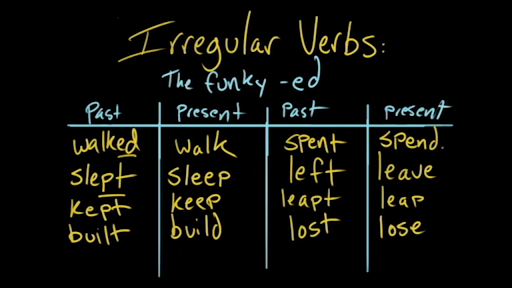 Irregular Verbs:
The funky -ed
Past Present Past present
walked walk spent spend.
slept sleep left leave
kept keep leapt leap
built build lost lose